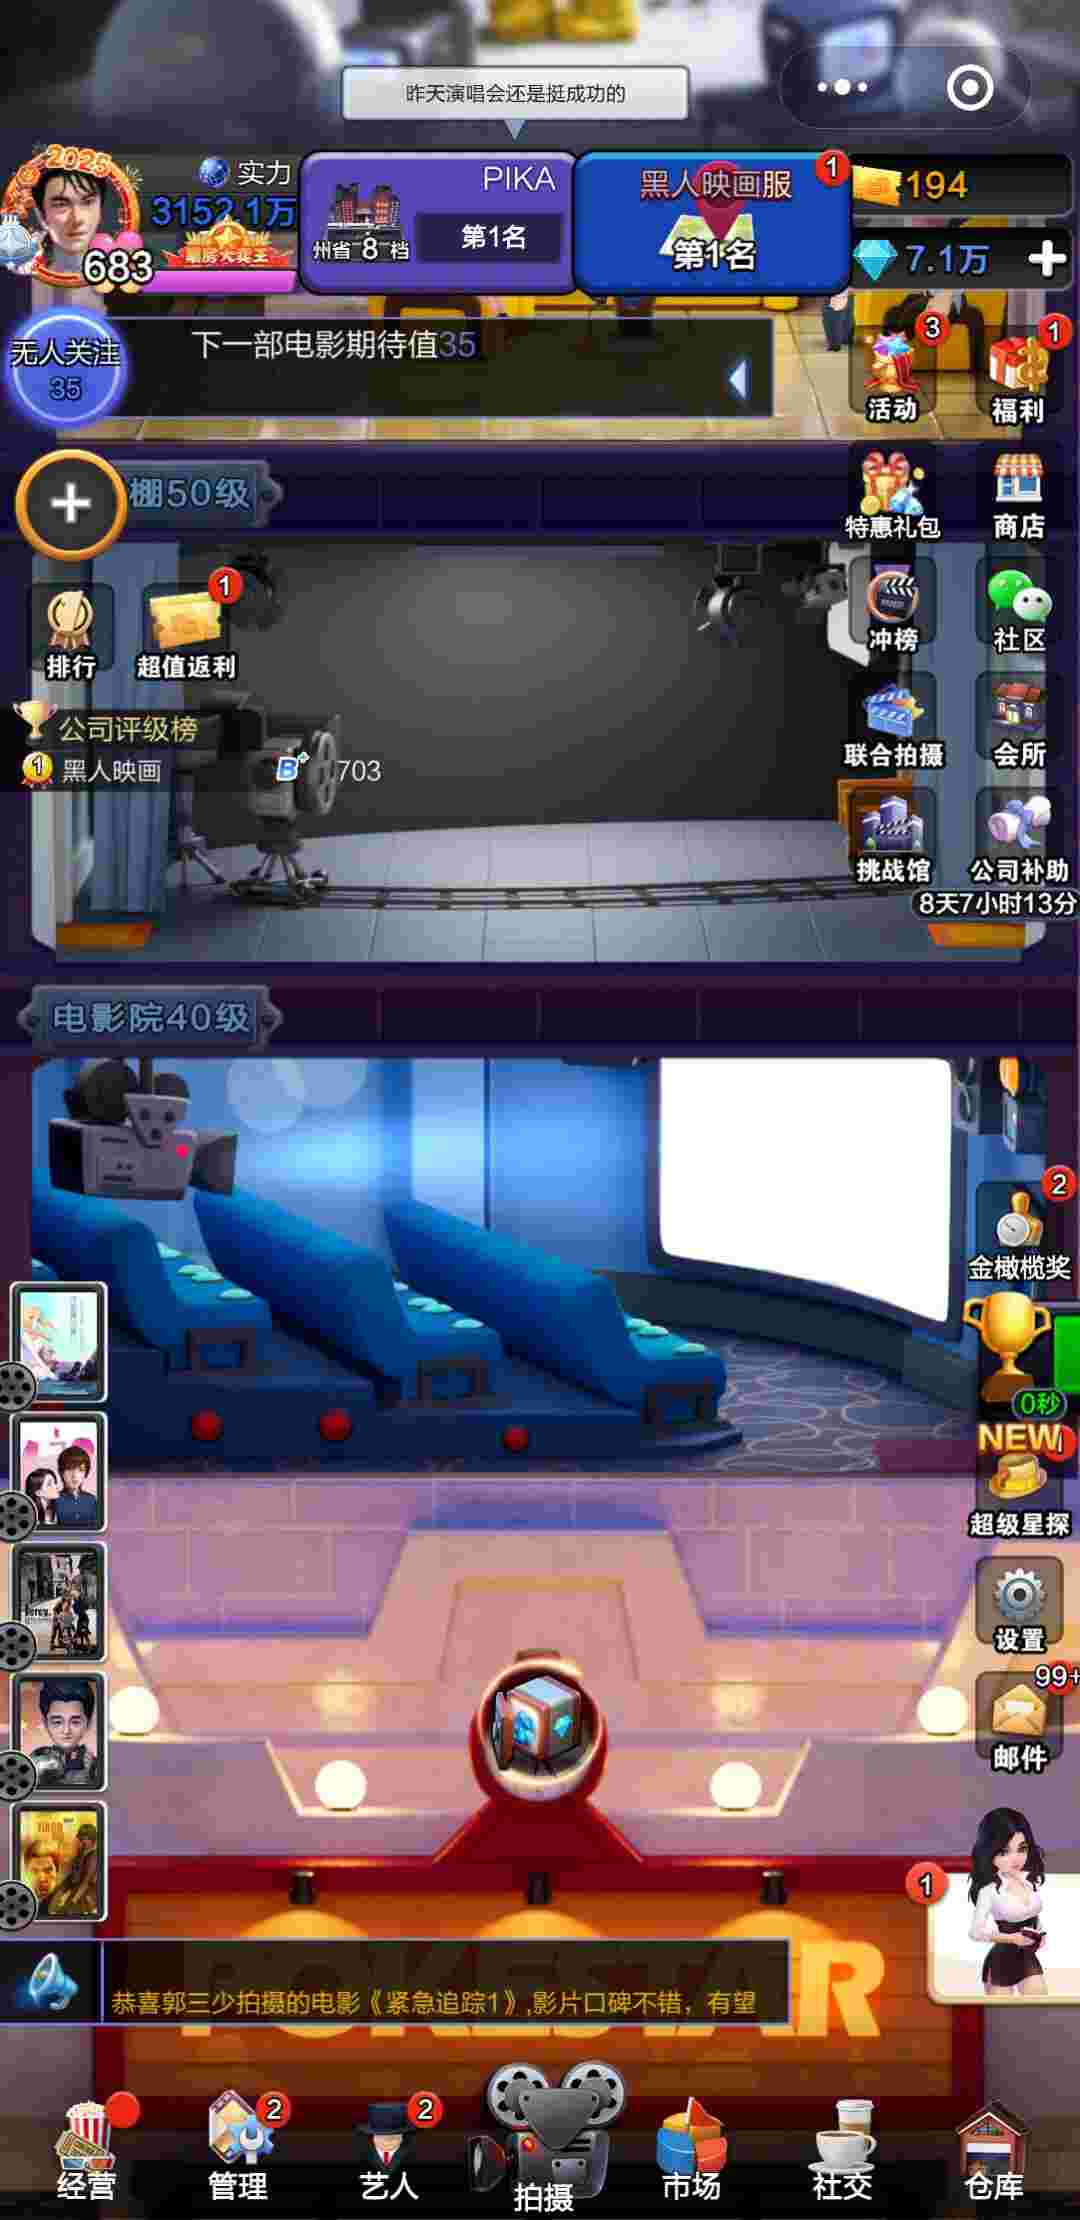 昨天演唱会还是挺成功的
2025
实力
3152.1万
票房大卖王
683
PIKA
州省 8 档
第1名
黑人映画服
第1名
1
194
7.1万
无人关注
35
下一部电影期待值35
3
活动
1
福利
棚50级
特惠礼包
商店
排行
1
超值返利
冲榜
社区
公司评级榜
1 黑人映画
B+ 703
联合拍摄
会所
挑战馆
公司补助
8天7小时13分
电影院40级
2
金橄榄奖
0秒
NEW
超级星探
设置
99+
邮件
1
恭喜郭三少拍摄的电影《紧急追踪1》,影片口碑不错，有望
POKESTAR
经营
2
管理
2
艺人
拍摄
市场
社交
仓库